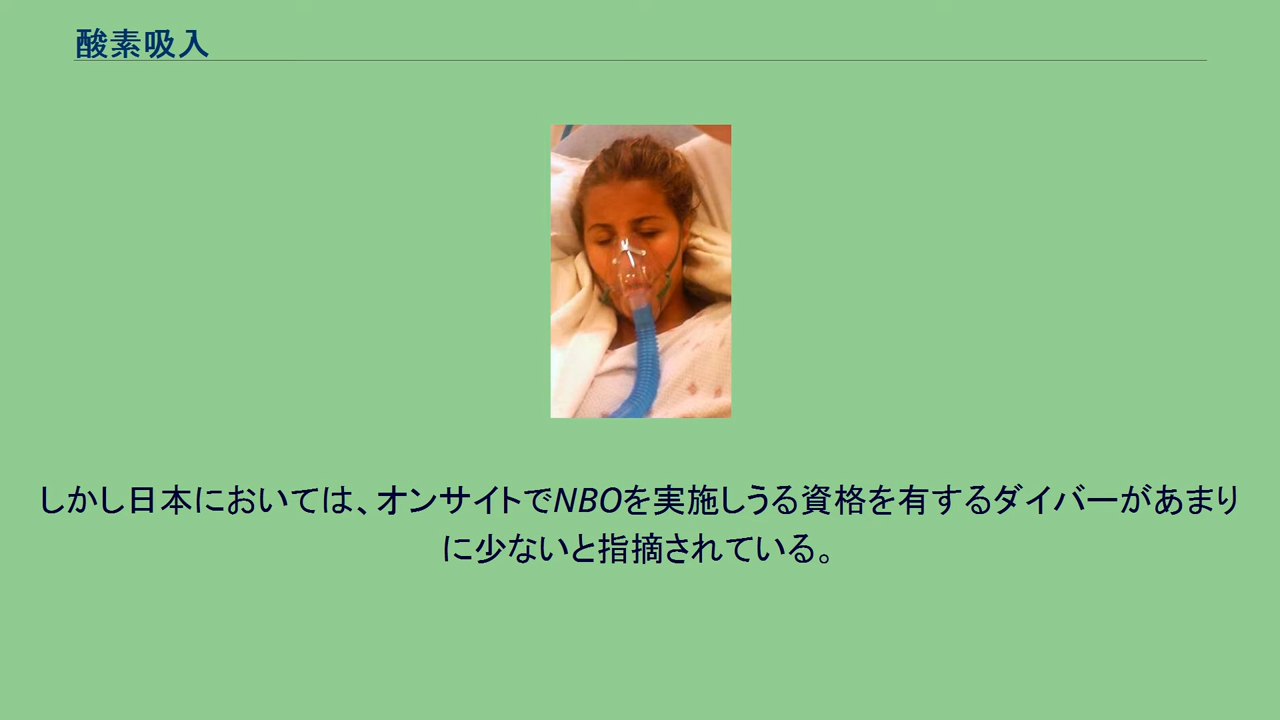 酸素吸入
しかし日本においては、オンサイトでNBOを実施しうる資格を有するダイバーがあまり
に少ないと指摘されている。